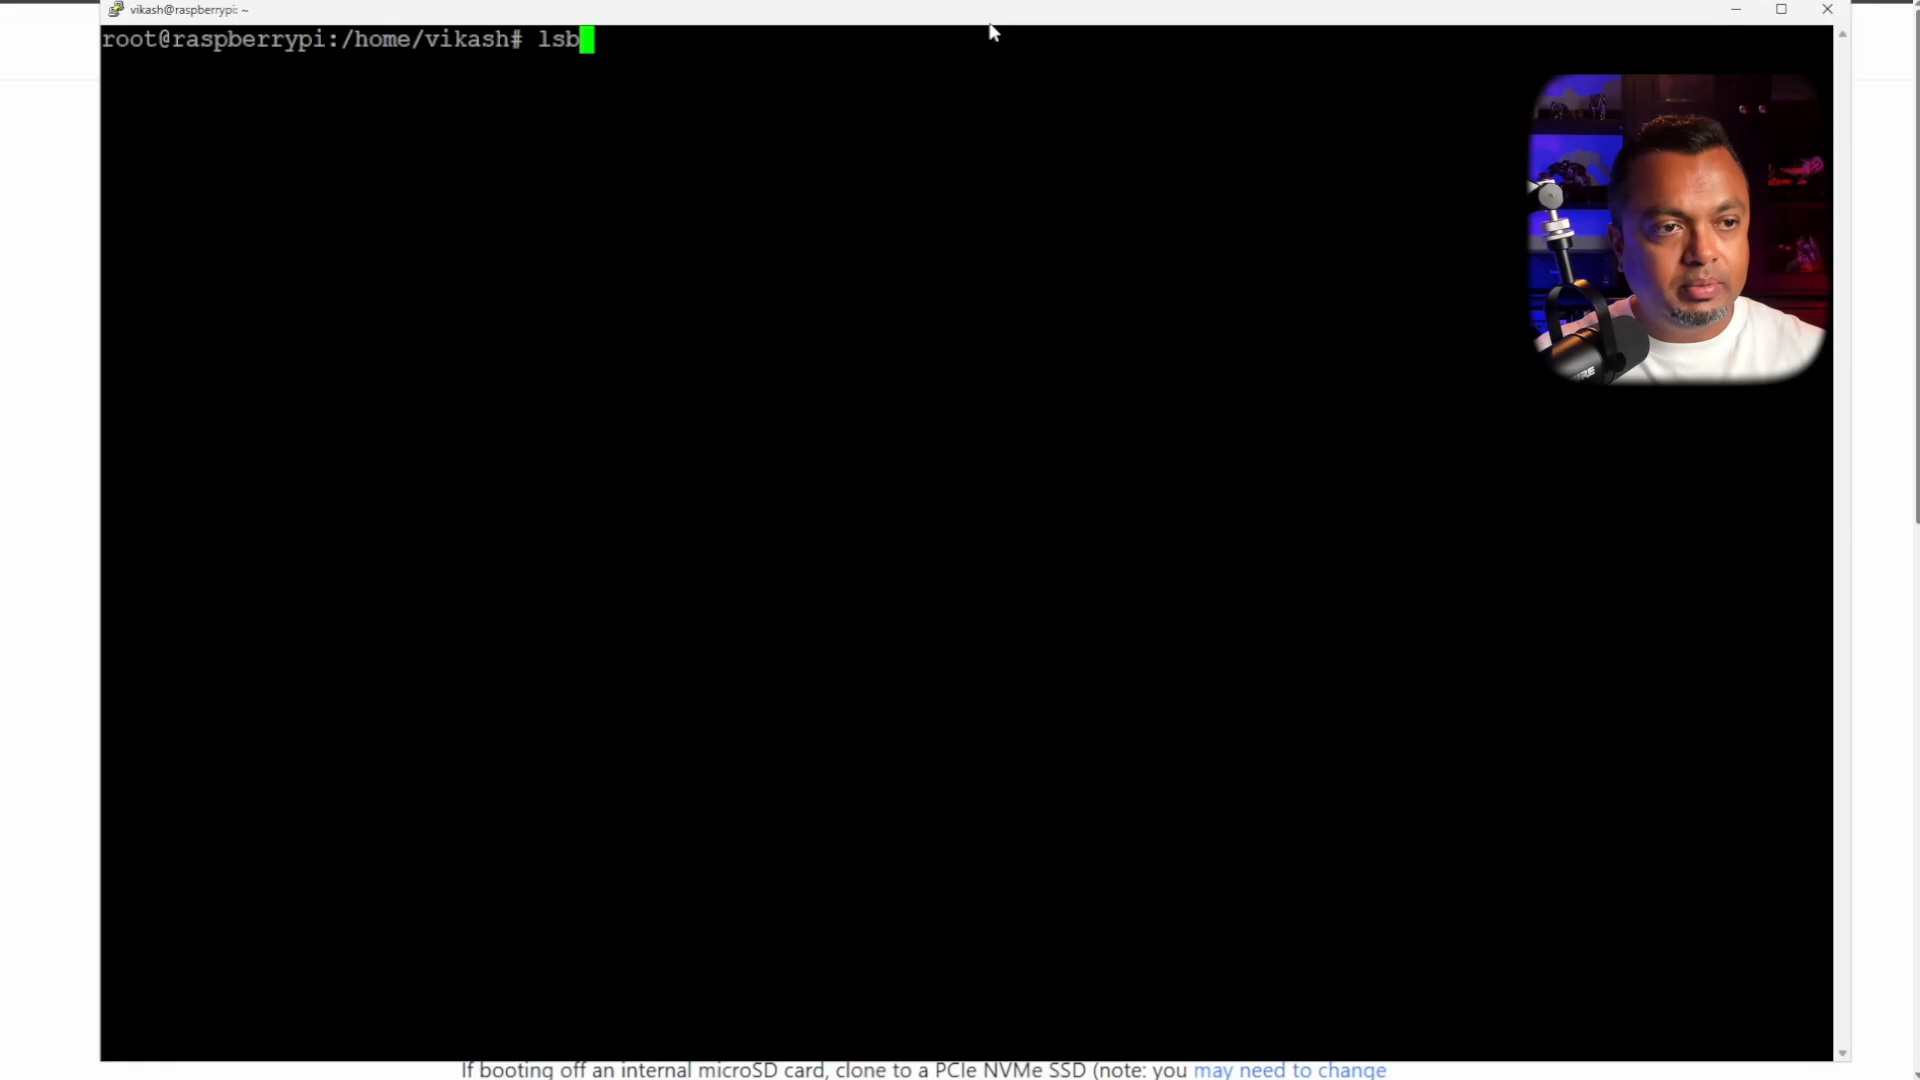 vikash@raspberrypi: ~
root@raspberrypi:/home/vikash# lsb
If booting off an internal microSD card, clone to a PCIe NVMe SSD (note: you may need to change